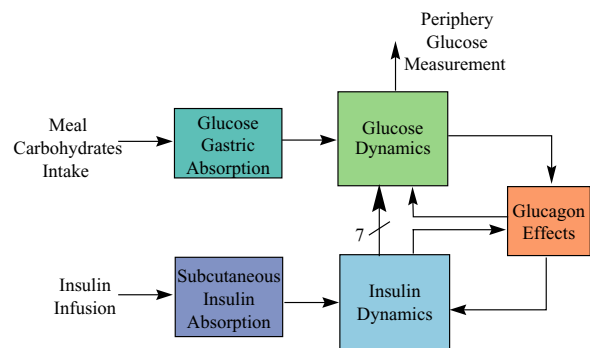 Periphery
Glucose
Measurement
Meal
Carbohydrates
Intake
Glucose
Gastric
Absorption
Glucose
Dynamics
Glucagon
Effects
7
Insulin
Infusion
Subcutaneous
Insulin
Absorption
Insulin
Dynamics